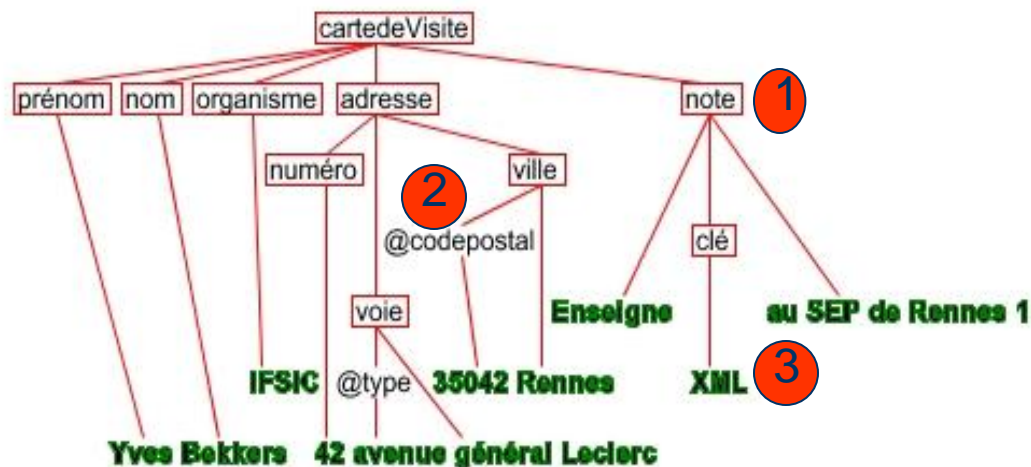 cartedeVisite
prénom nom organisme adresse note 1
numéro ville
2
@codepostal clé
voie Enseigne au SEP de Rennes 1
IFSIC @type 35042 Rennes XML 3
Yves Bekkers 42 avenue général Leclerc